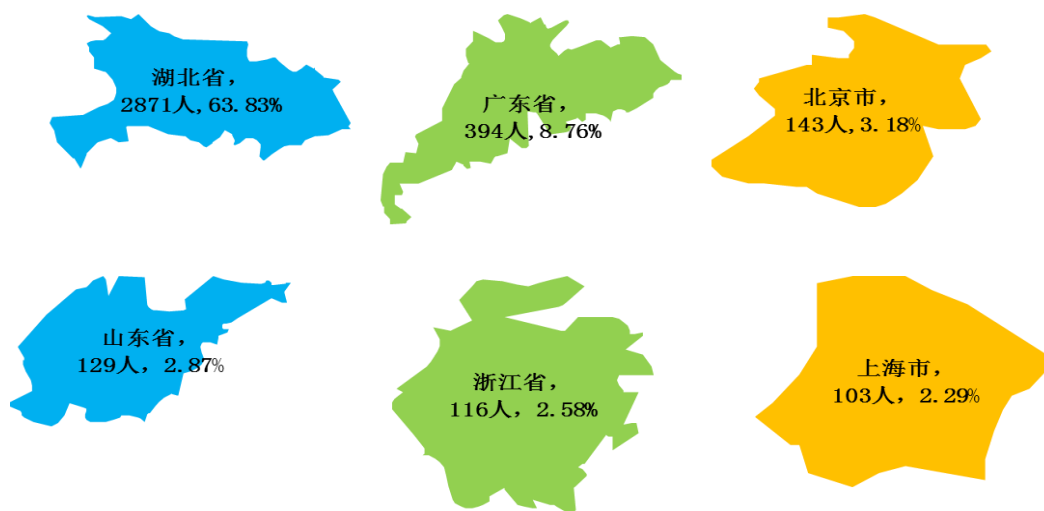 湖北省，
2871人,63.83%
广东省，
394人,8.76%
北京市，
143人,3.18%
山东省，
129人，2.87%
浙江省，
116人，2.58%
上海市，
103人，2.29%